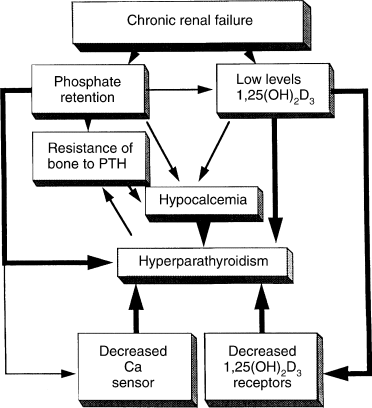 Chronic renal failure
Phosphate
retention
Low levels
1,25(OH)₂D₃
Resistance of
bone to PTH
Hypocalcemia
Hyperparathyroidism
Decreased
Ca
sensor
Decreased
1,25(OH)₂D₃
receptors